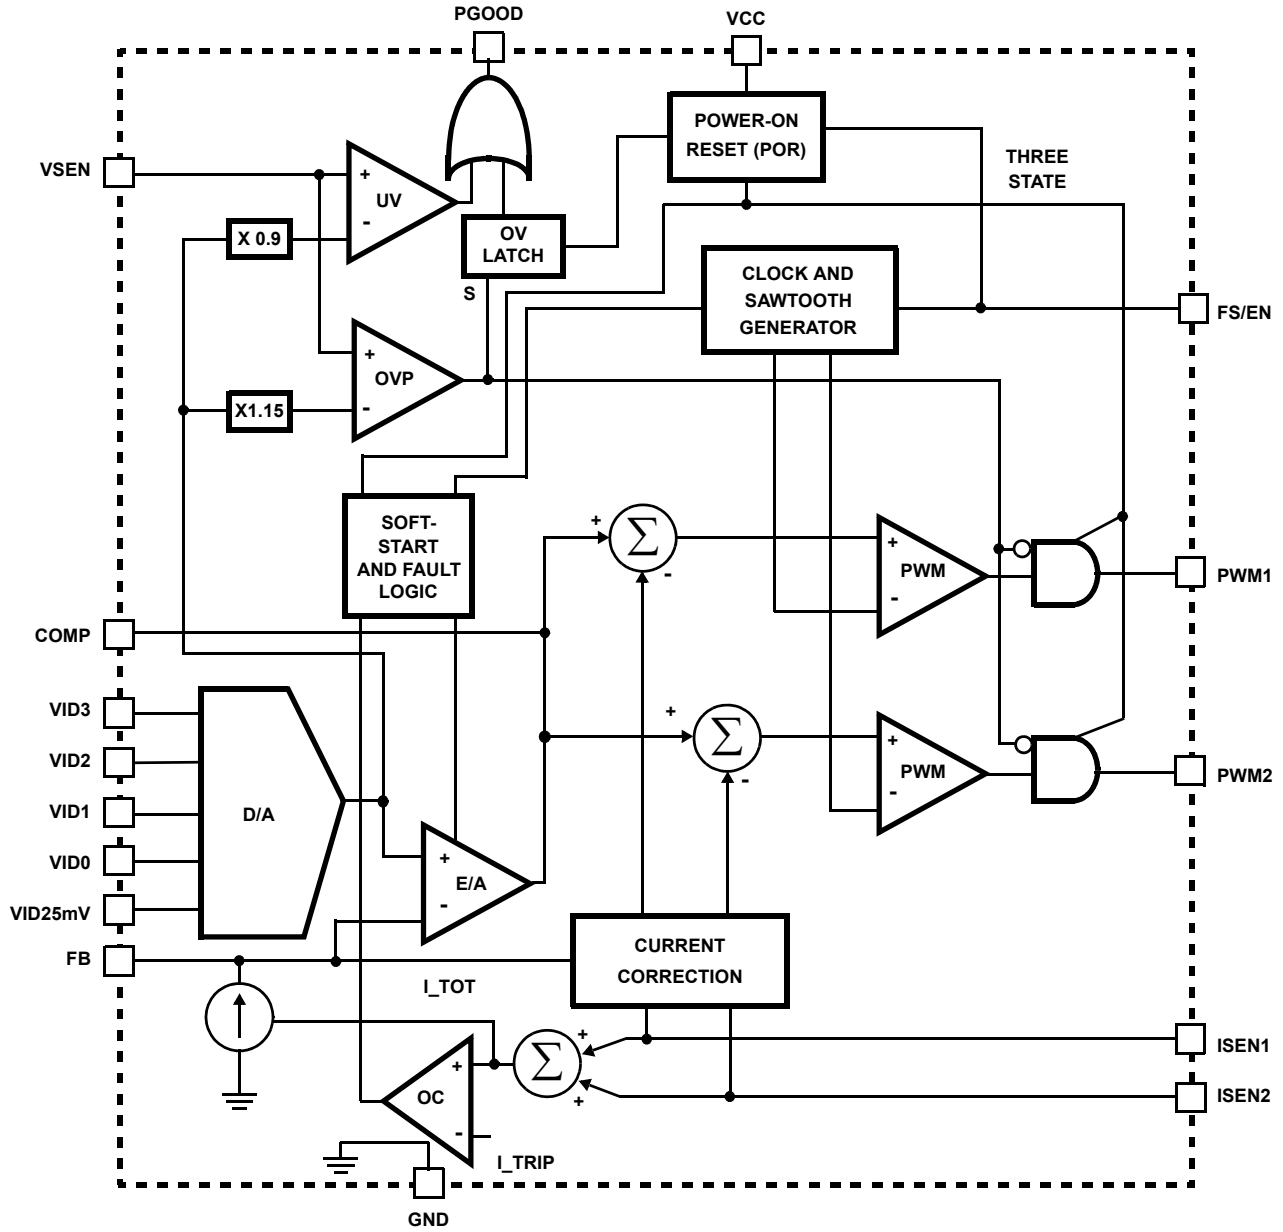 PGOOD
VCC
POWER-ON
RESET (POR)
THREE
STATE
VSEN
+
UV
-
X 0.9
OV
LATCH
S
CLOCK AND
SAWTOOTH
GENERATOR
FS/EN
+
OVP
-
X1.15
SOFT-
START
AND FAULT
LOGIC
+
Σ
-
+
PWM
-
PWM1
COMP
VID3
VID2
VID1
VID0
VID25mV
D/A
+
Σ
-
+
PWM
-
PWM2
+
E/A
-
FB
CURRENT
CORRECTION
I_TOT
+
Σ
+
ISEN1
ISEN2
+
OC
-
I_TRIP
GND